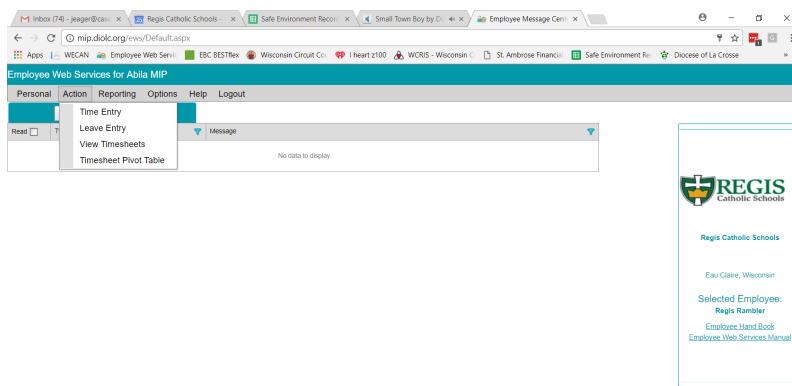 Inbox (74) - jeager@case
Regis Catholic Schools -
Safe Environment Record
Small Town Boy by Du
Employee Message Cent
mip.diolc.org/ews/Default.aspx
Apps
WECAN
Employee Web Servic
EBC BESTflex
Wisconsin Circuit Co
I heart z100
WCRIS - Wisconsin C
St. Ambrose Financial
Safe Environment Re
Diocese of La Crosse
»
Employee Web Services for Abila MIP
Personal Action Reporting Options Help Logout
Time Entry
Leave Entry
View Timesheets
Timesheet Pivot Table
Read T Message
No data to display
REGIS
Catholic Schools
Regis Catholic Schools
Eau Claire, Wisconsin
Selected Employee:
Regis Rambler
Employee Hand Book
Employee Web Services Manual